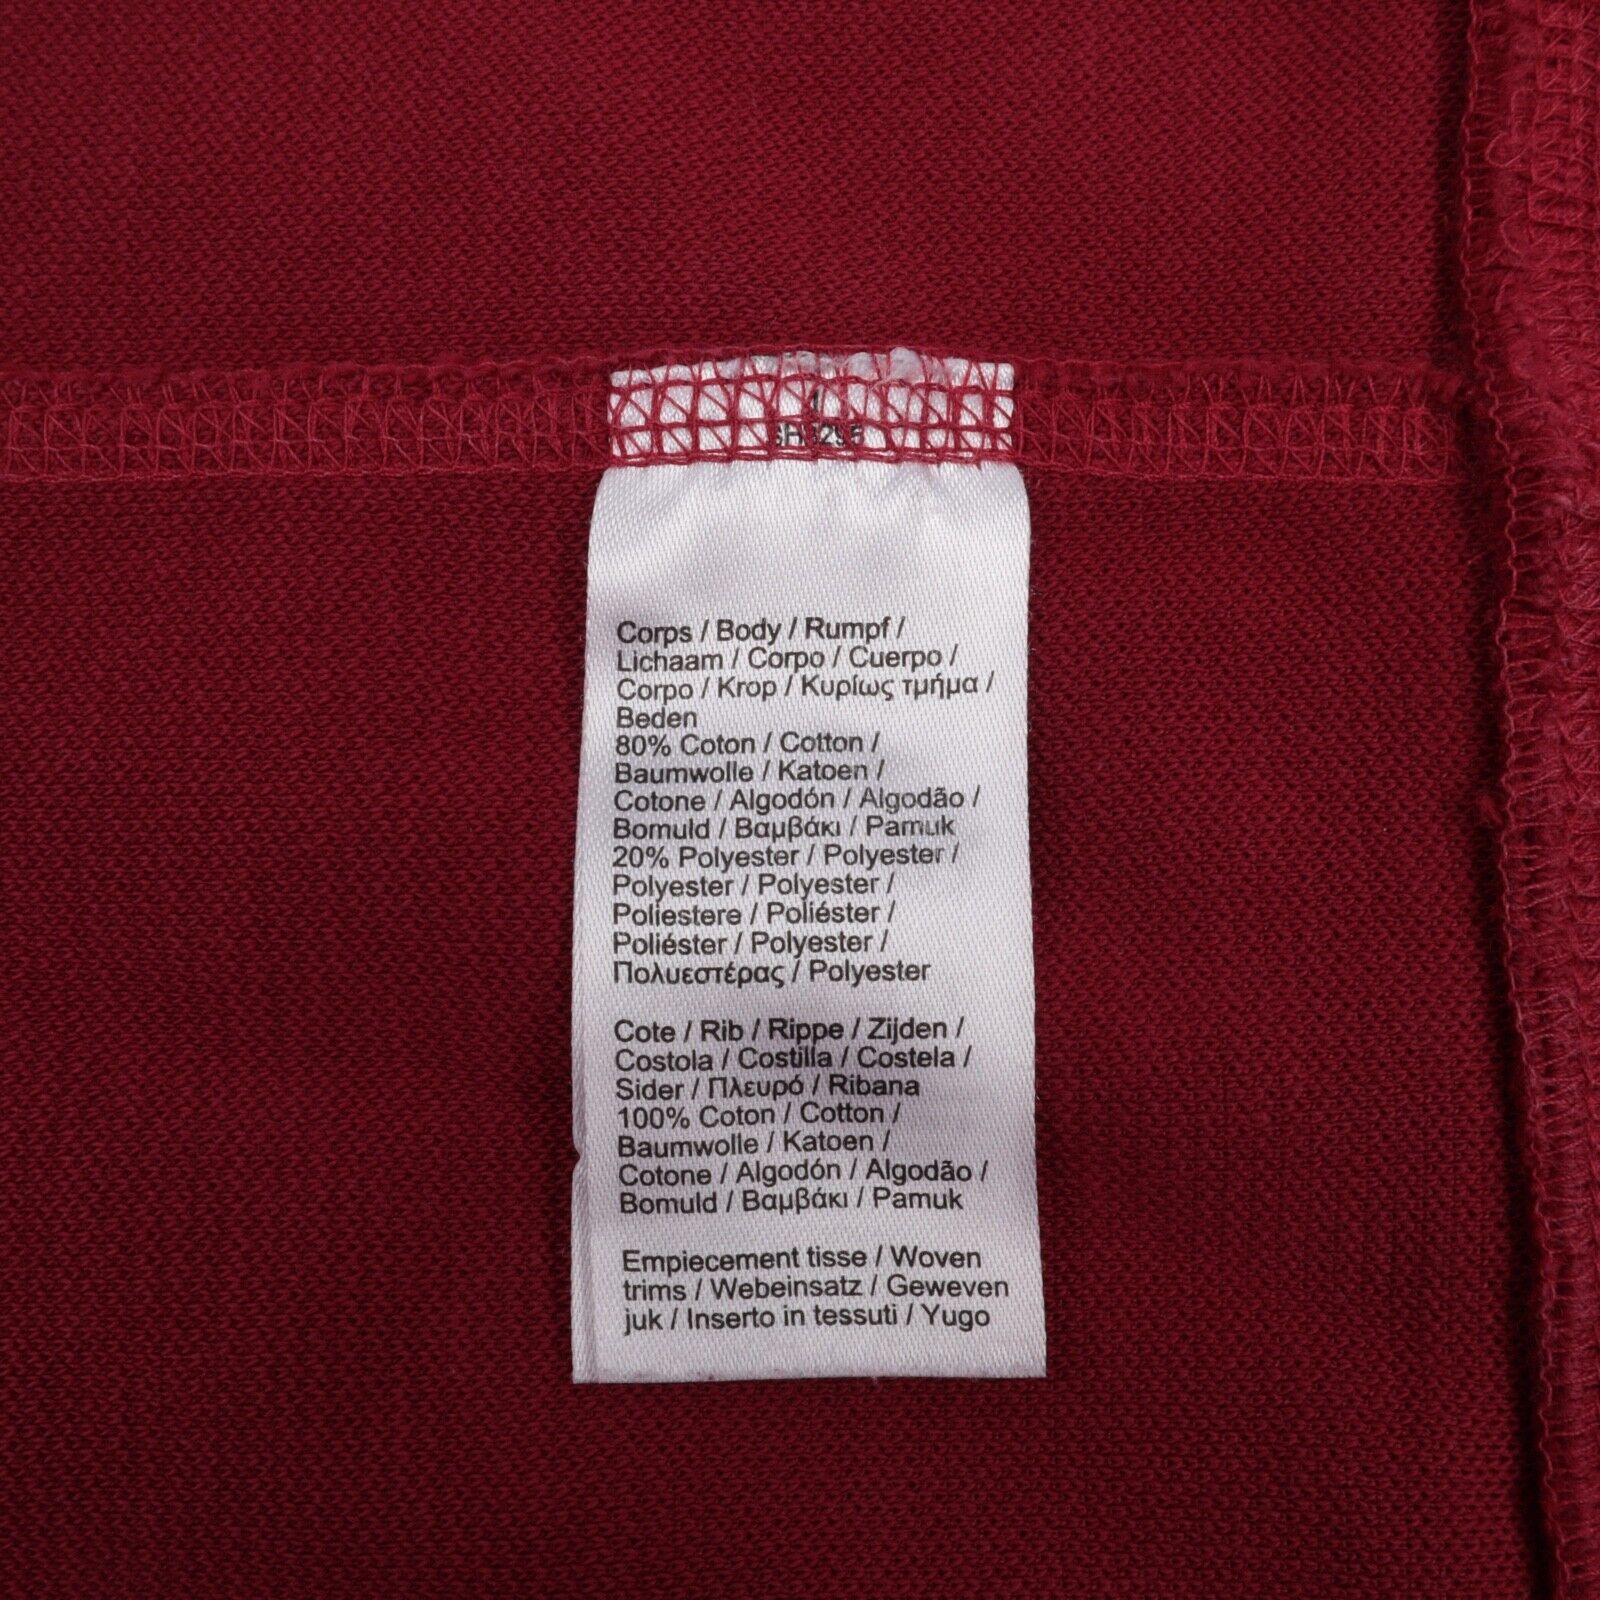 Corps / Body / Rumpf /
Lichaam / Corpo / Cuerpo /
Corpo / Krop / Κυρίως τμήμα /
Beden
80% Coton / Cotton /
Baumwolle / Katoen /
Cotone / Algodón / Algodão /
Bomuld / Βαμβάκι / Pamuk
20% Polyester / Polyester /
Polyester / Polyester /
Poliestere / Poliéster /
Poliéster / Polyester /
Πολυεστέρας / Polyester
Cote / Rib / Rippe / Zijden /
Costola / Costilla / Costela /
Sider / Πλευρό / Ribana
100% Coton / Cotton /
Baumwolle / Katoen /
Cotone / Algodón / Algodão /
Bomuld / Βαμβάκι / Pamuk
Empiecement tisse / Woven
trims / Webeinsatz / Geweven
juk / Inserto in tessuti / Yugo